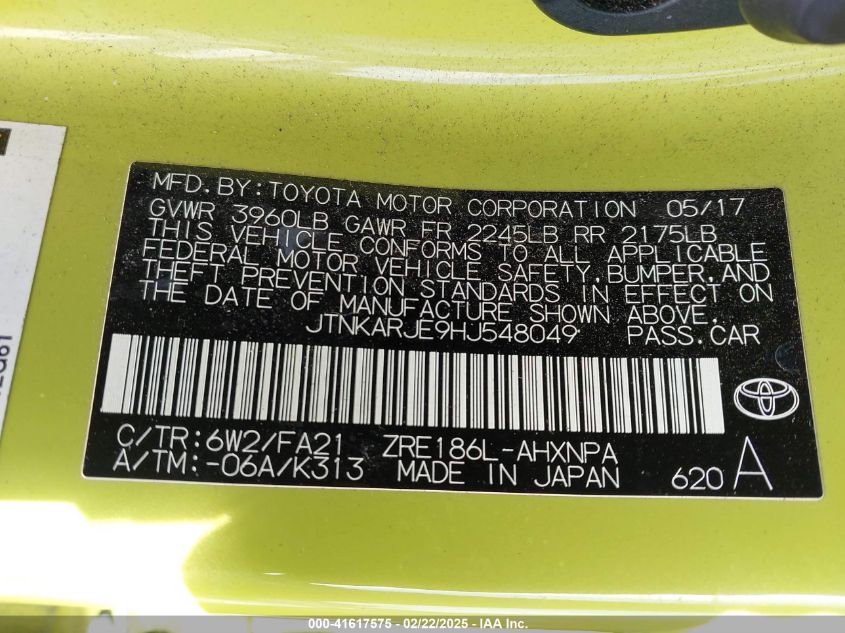 MFD.BY:TOYOTA MOTOR CORPORATION 05/17
GVWR 3960LB GAWR FR 2245LB RR 2175LB
THIS VEHICLE CONFORMS TO ALL APPLICABLE
FEDERAL MOTOR VEHICLE SAFETY,BUMPER,AND
THEFT PREVENTION STANDARDS IN EFFECT ON
THE DATE OF MANUFACTURE SHOWN ABOVE.
JTNKARJE9HJ548049 PASS.CAR
C/TR:6W2/FA21 ZRE186L-AHXNPA
A/TM:-06A/K313 MADE IN JAPAN 620 A
000-41617575 - 02/22/2025 - IAA Inc.